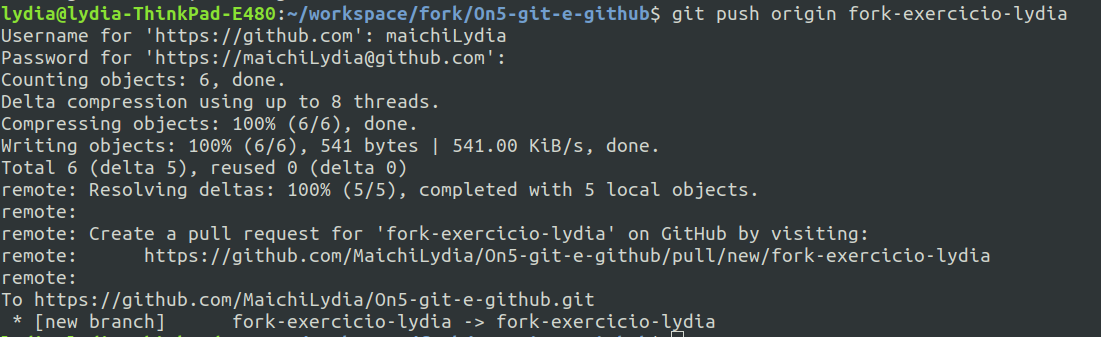 lydia@lydia-ThinkPad-E480:~/workspace/fork/On5-git-e-github$ git push origin fork-exercicio-lydia
Username for 'https://github.com': maichiLydia
Password for 'https://maichiLydia@github.com':
Counting objects: 6, done.
Delta compression using up to 8 threads.
Compressing objects: 100% (6/6), done.
Writing objects: 100% (6/6), 541 bytes | 541.00 KiB/s, done.
Total 6 (delta 5), reused 0 (delta 0)
remote: Resolving deltas: 100% (5/5), completed with 5 local objects.
remote:
remote: Create a pull request for 'fork-exercicio-lydia' on GitHub by visiting:
remote:      https://github.com/MaichiLydia/On5-git-e-github/pull/new/fork-exercicio-lydia
remote:
To https://github.com/MaichiLydia/On5-git-e-github.git
 * [new branch]      fork-exercicio-lydia -> fork-exercicio-lydia